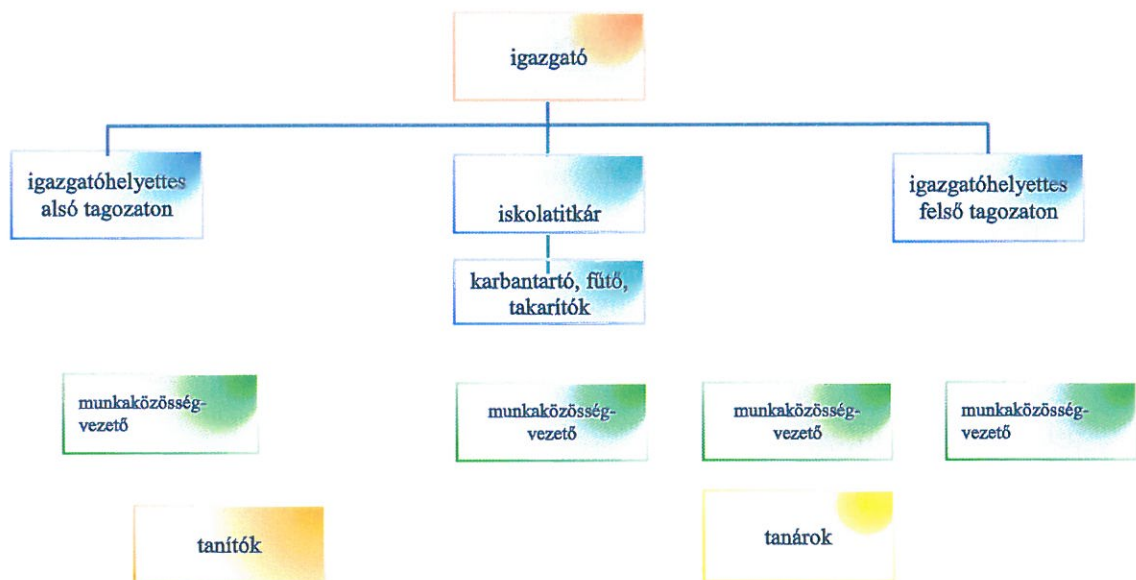 igazgató
igazgatóhelyettes
alsó tagozaton
iskolatitkár
igazgatóhelyettes
felső tagozaton
karbantartó, fűtő,
takarítók
munkaközösség-
vezető
munkaközösség-
vezető
munkaközösség-
vezető
munkaközösség-
vezető
tanítók
tanárok